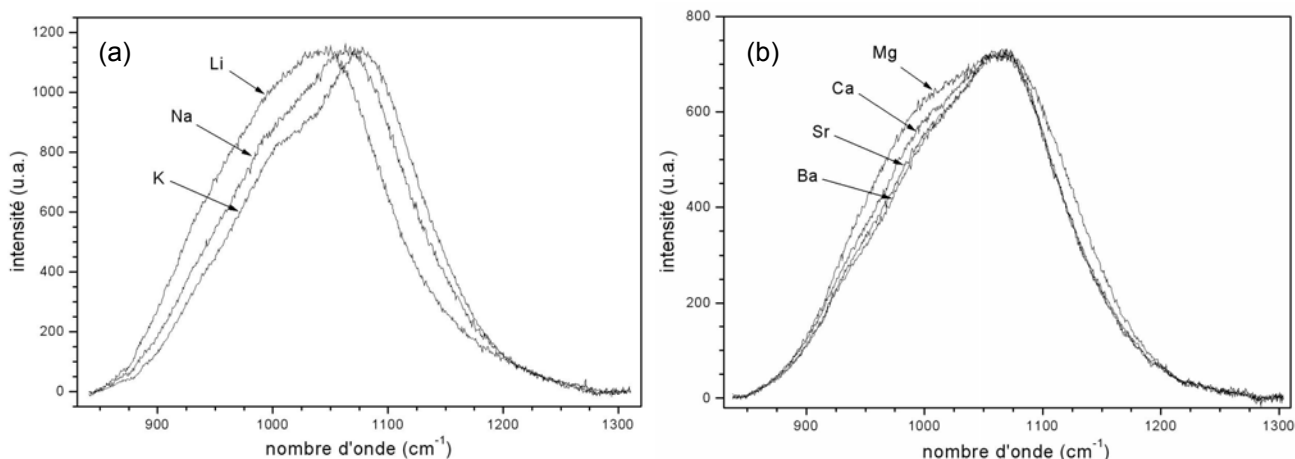 (a)
1200
1000
800
600
400
200
0
intensité (u.a.)
Li
Na
K
900 1000 1100 1200 1300
nombre d'onde (cm⁻¹)
(b)
800
600
400
200
0
intensité (u.a.)
Mg
Ca
Sr
Ba
900 1000 1100 1200 1300
nombre d'onde (cm⁻¹)